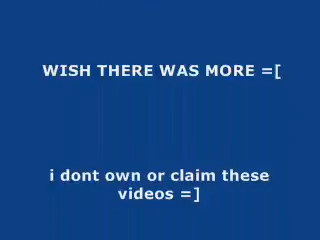 WISH THERE WAS MORE =[
i dont own or claim these
videos =]